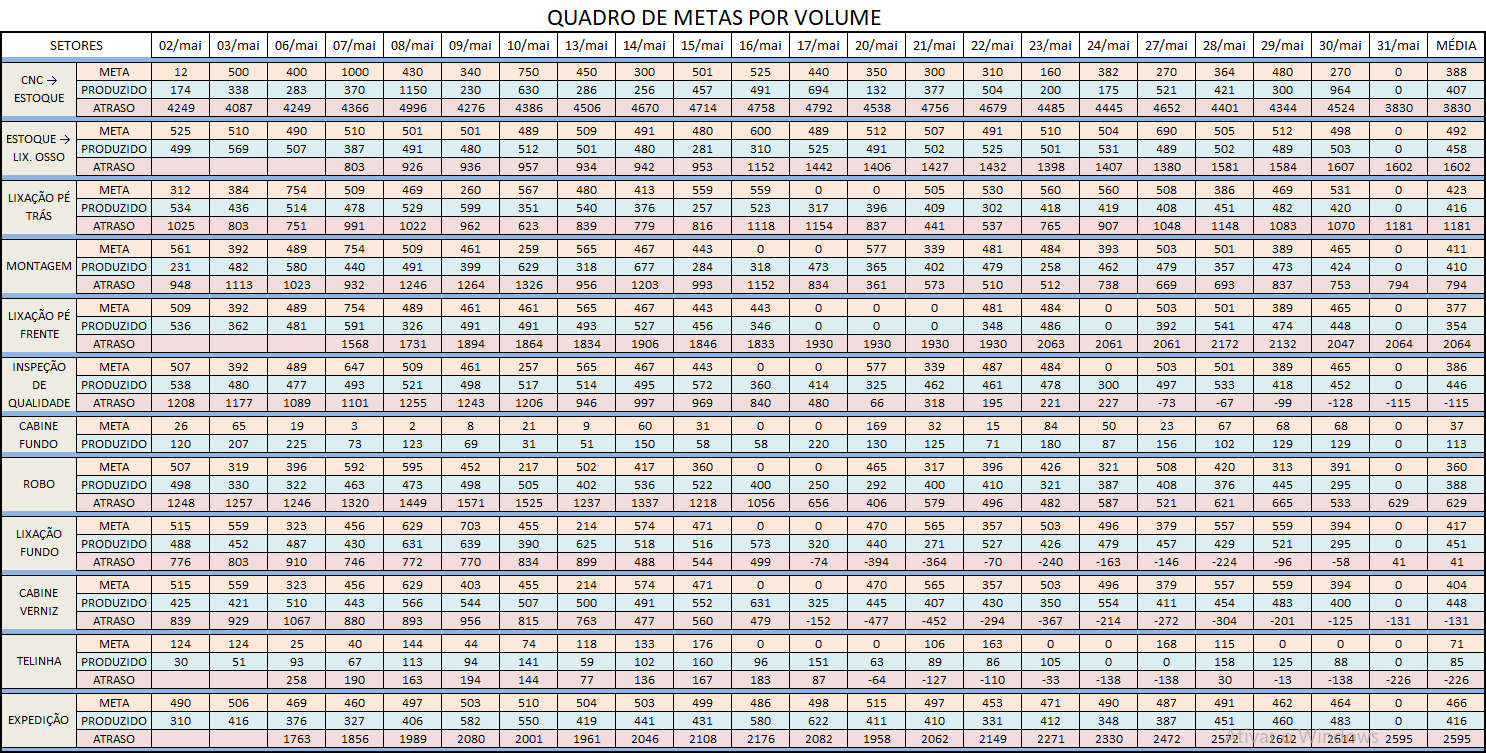 QUADRO DE METAS POR VOLUME
SETORES 02/mai 03/mai 06/mai 07/mai 08/mai 09/mai 10/mai 13/mai 14/mai 15/mai 16/mai 17/mai 20/mai 21/mai 22/mai 23/mai 24/mai 27/mai 28/mai 29/mai 30/mai 31/mai MÉDIA
CNC → ESTOQUE
META 12 500 400 1000 430 340 750 450 300 501 525 440 350 300 310 160 382 270 364 480 270 0 388
PRODUZIDO 174 338 283 370 1150 230 630 286 256 457 491 694 132 377 504 200 175 521 421 300 964 0 407
ATRASO 4249 4087 4249 4366 4996 4276 4386 4506 4670 4714 4758 4792 4538 4756 4679 4485 4445 4652 4401 4344 4524 3830 3830
ESTOQUE → LIX. OSSO
META 525 510 490 510 501 501 489 509 491 480 600 489 512 507 491 510 504 690 505 512 498 0 492
PRODUZIDO 499 569 507 387 491 480 512 501 480 281 310 525 491 502 525 501 531 489 502 489 503 0 458
ATRASO 803 926 936 957 934 942 953 1152 1442 1406 1427 1432 1398 1407 1380 1581 1584 1607 1602 1602
LIXAÇÃO PÉ TRÁS
META 312 384 754 509 469 260 567 480 413 559 559 0 0 505 530 560 560 508 386 469 531 0 423
PRODUZIDO 534 436 514 478 529 599 351 540 376 257 523 317 396 409 302 418 419 408 451 482 420 0 416
ATRASO 1025 803 751 991 1022 962 623 839 779 816 1118 1154 837 441 537 765 907 1048 1148 1083 1070 1181 1181
MONTAGEM
META 561 392 489 754 509 461 259 565 467 443 0 0 577 339 481 484 393 503 501 389 465 0 411
PRODUZIDO 231 482 580 440 491 399 629 318 677 284 318 473 365 402 479 258 462 479 357 473 424 0 410
ATRASO 948 1113 1023 932 1246 1264 1326 956 1203 993 1152 834 361 573 510 512 738 669 693 837 753 794 794
LIXAÇÃO PÉ FRENTE
META 509 392 489 754 489 461 461 565 467 443 443 0 0 0 481 484 0 503 501 389 465 0 377
PRODUZIDO 536 362 481 591 326 491 491 493 527 456 346 0 0 0 348 486 0 392 541 474 448 0 354
ATRASO 1568 1731 1894 1864 1834 1906 1846 1833 1930 1930 1930 1930 2063 2061 2061 2172 2132 2047 2064 2064
INSPEÇÃO DE QUALIDADE
META 507 392 489 647 509 461 257 565 467 443 0 0 577 339 487 484 0 503 501 389 465 0 386
PRODUZIDO 538 480 477 493 521 498 517 514 495 572 360 414 325 462 461 478 300 497 533 418 452 0 446
ATRASO 1208 1177 1089 1101 1255 1243 1206 946 997 969 840 480 66 318 195 221 227 -73 -67 -99 -128 -115 -115
CABINE FUNDO
META 26 65 19 3 2 8 21 9 60 31 0 0 169 32 15 84 50 23 67 68 68 0 37
PRODUZIDO 120 207 225 73 123 69 31 51 150 58 58 220 130 125 71 180 87 156 102 129 129 0 113
ROBO
META 507 319 396 592 595 452 217 502 417 360 0 0 465 317 396 426 321 508 420 313 391 0 360
PRODUZIDO 498 330 322 463 473 498 505 402 536 522 400 250 292 400 410 321 387 408 376 445 295 0 388
ATRASO 1248 1257 1246 1320 1449 1571 1525 1237 1337 1218 1056 656 406 579 496 482 587 521 621 665 533 629 629
LIXAÇÃO FUNDO
META 515 559 323 456 629 703 455 214 574 471 0 0 470 565 357 503 496 379 557 559 394 0 417
PRODUZIDO 488 452 487 430 631 639 390 625 518 516 573 320 440 271 527 426 479 457 429 521 295 0 451
ATRASO 776 803 910 746 772 770 834 899 488 544 499 -74 -394 -364 -70 -240 -163 -146 -224 -96 -58 41 41
CABINE VERNIZ
META 515 559 323 456 629 403 455 214 574 471 0 0 470 565 357 503 496 379 557 559 394 0 404
PRODUZIDO 425 421 510 443 566 544 507 500 491 552 631 325 445 407 430 350 554 411 454 483 400 0 448
ATRASO 839 929 1067 880 893 956 815 763 477 560 479 -152 -477 -452 -294 -367 -214 -272 -304 -201 -125 -131 -131
TELINHA
META 124 124 25 40 144 44 74 118 133 176 0 0 0 106 163 0 0 168 115 0 0 0 71
PRODUZIDO 30 51 93 67 113 94 141 59 102 160 96 151 63 89 86 105 0 0 158 125 88 0 85
ATRASO 258 190 163 194 144 77 136 167 183 87 -64 -127 -110 -33 -138 -138 30 -13 -138 -226 -226
EXPEDIÇÃO
META 490 506 469 460 497 503 510 504 503 499 486 498 515 497 453 471 490 487 491 462 464 0 466
PRODUZIDO 310 416 376 327 406 582 550 419 441 431 580 622 411 410 331 412 348 387 451 460 483 0 416
ATRASO 1763 1856 1989 2080 2001 1961 2046 2108 2176 2082 1958 2062 2149 2271 2330 2472 2572 2612 2614 2595 2595
Ativar o Windows